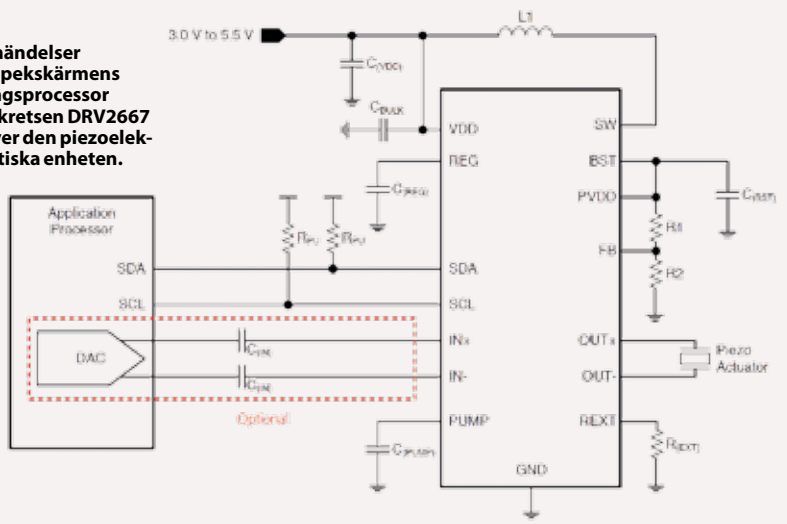 händelser
pekskärmens
gsprocessor
kretsen DRV2667
ver den piezoelek-
tiska enheten.
3.0 V to 5.5 V
L1
C(VDD)
CBULK
VDD
SW
REG
BST
C(REG)
PVDD
C(BST)
R1
Application
Processor
RPU
RPU
FB
R2
SDA
SDA
SCL
SCL
DAC
C(IN)
IN+
OUT+
Piezo
Actuator
C(IN)
IN-
OUT-
Optional
PUMP
REXT
C(PUMP)
R(EXT)
GND